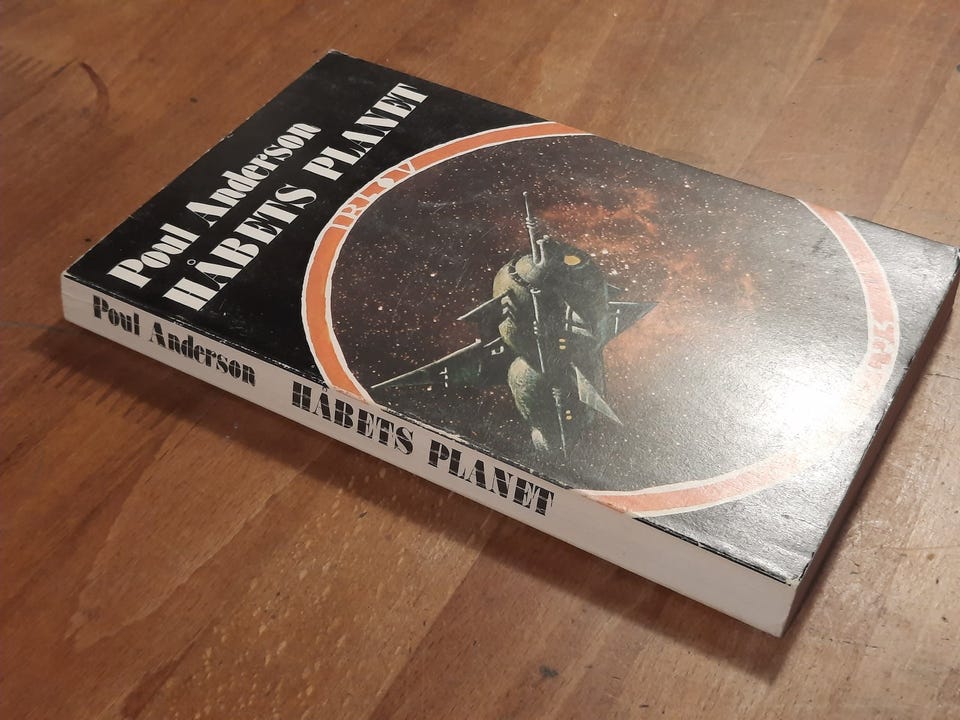 Poul Anderson
HÅBETS PLANET
Poul Anderson HÅBETS PLANET